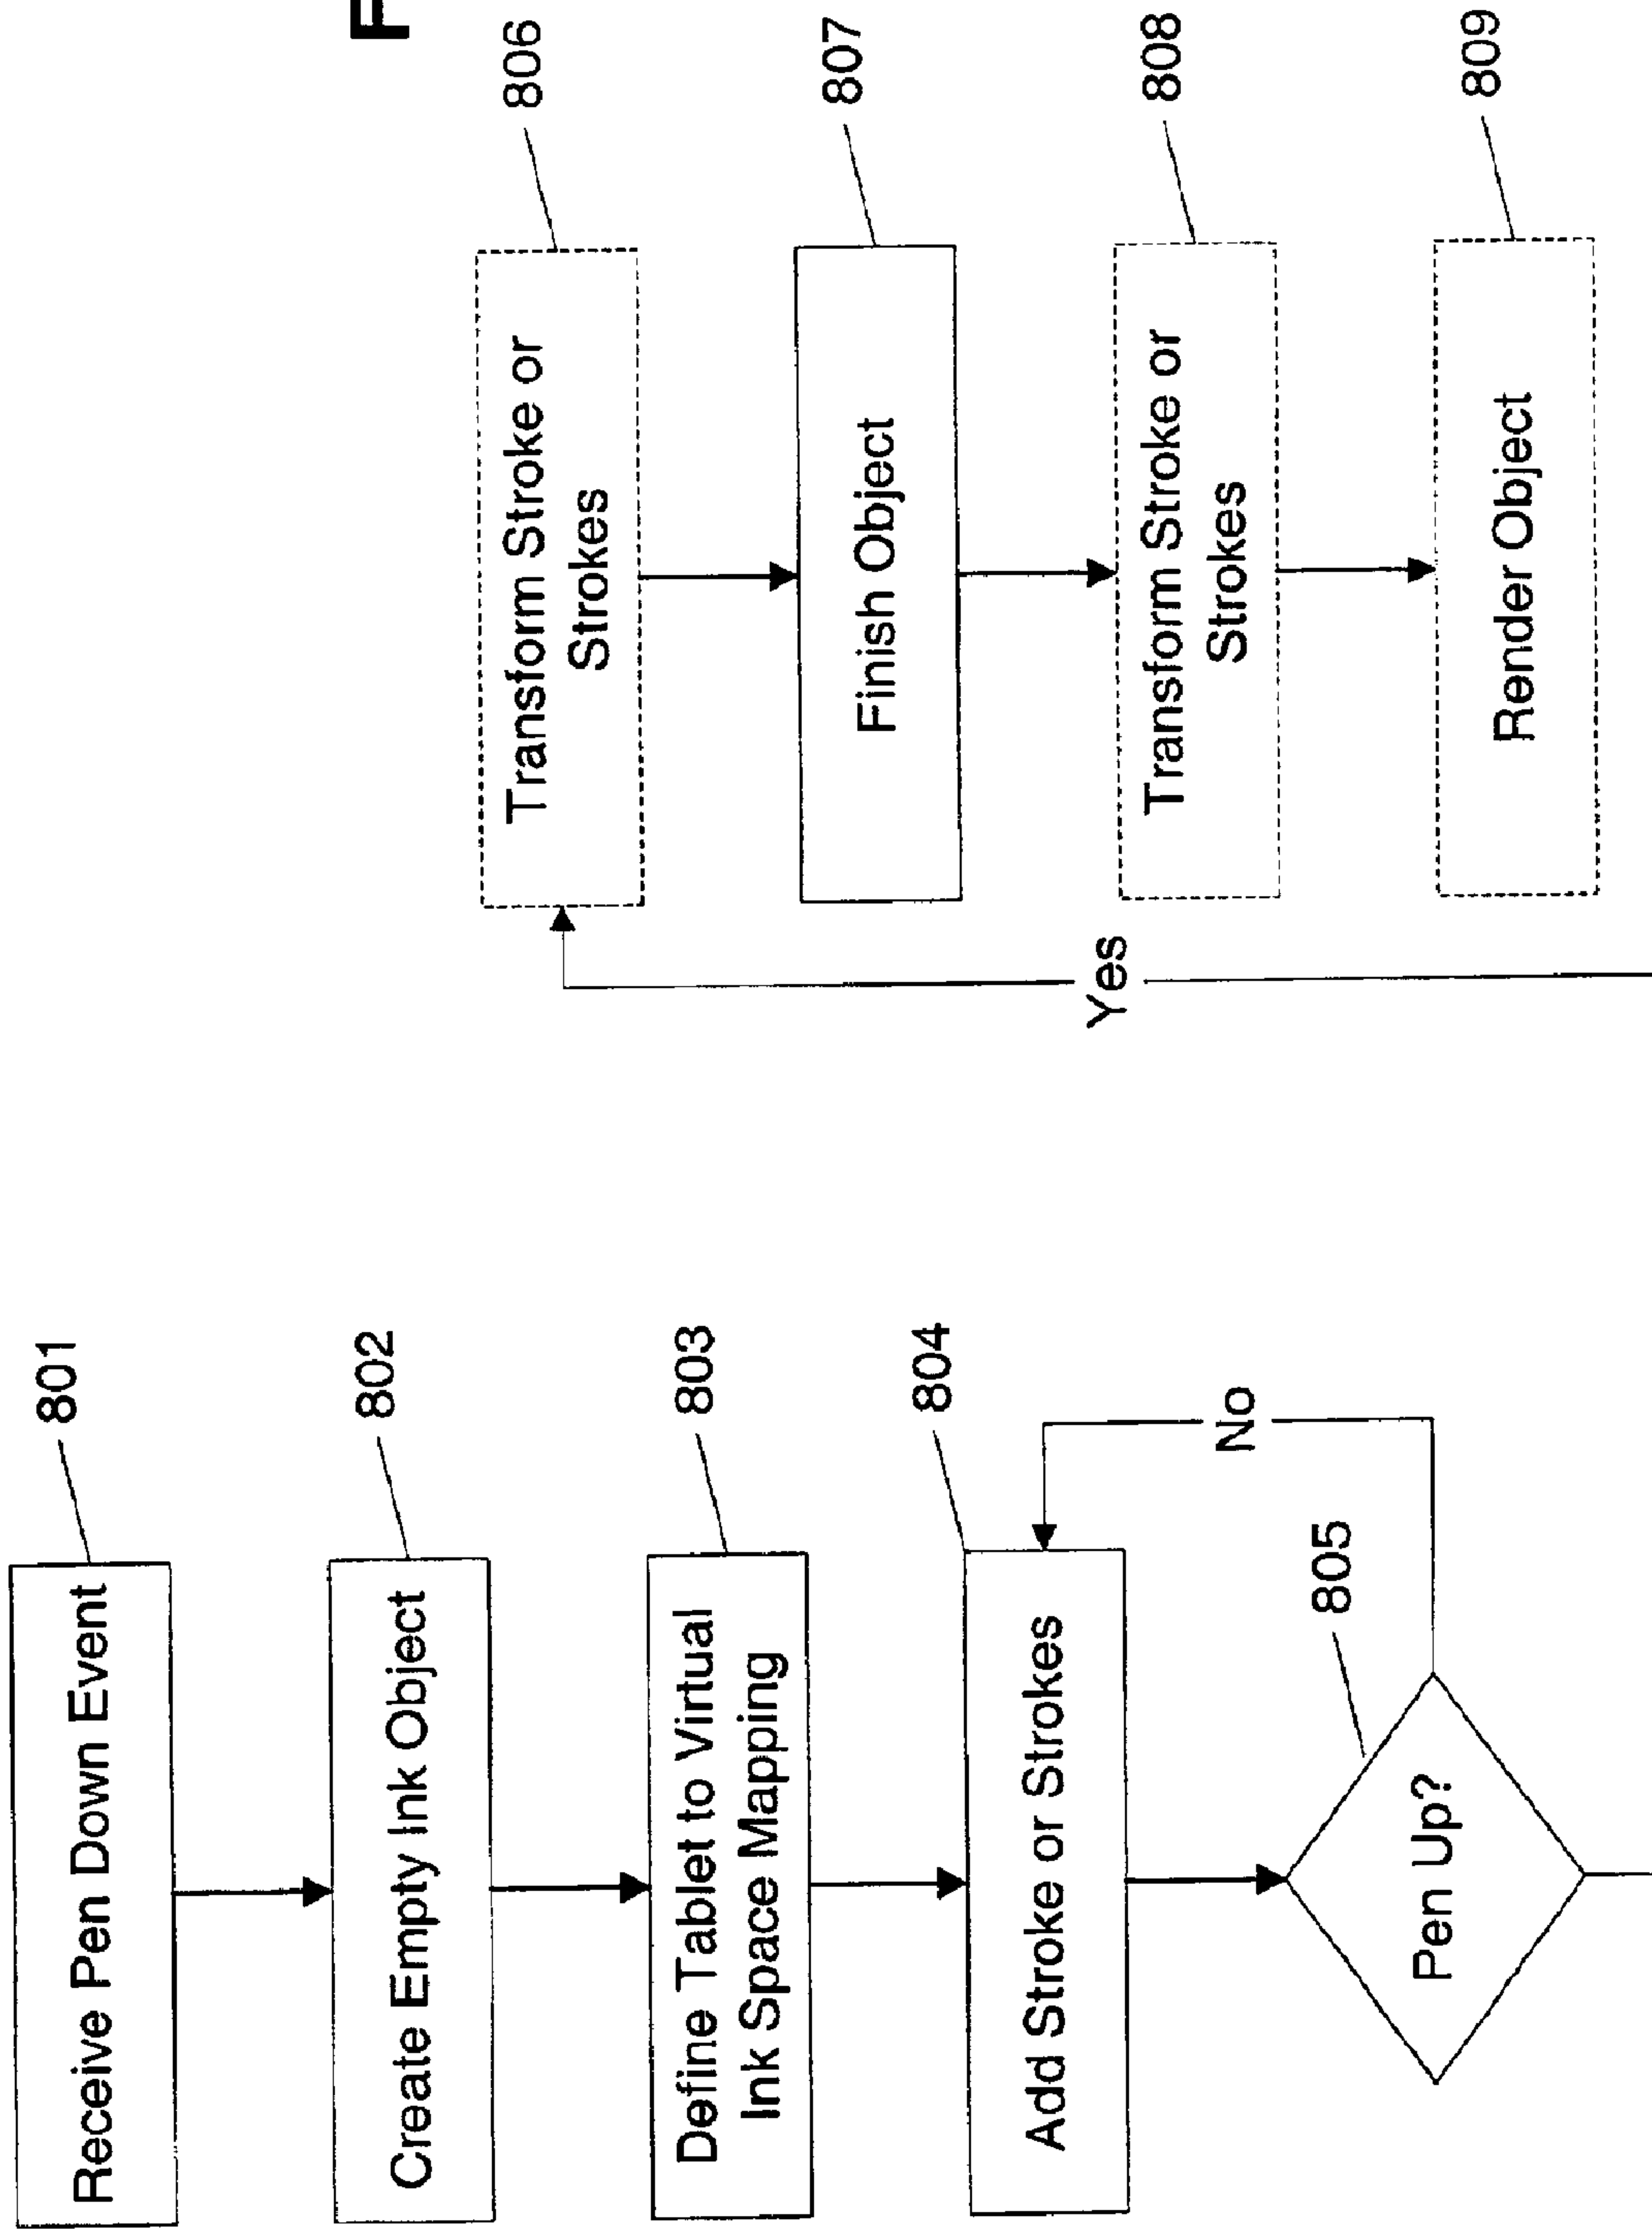 801
Receive Pen Down Event
802
Create Empty Ink Object
803
Define Tablet to Virtual
Ink Space Mapping
804
Add Stroke or Strokes
No
805
Pen Up?
Yes
806
Transform Stroke or
Strokes
807
Finish Object
808
Transform Stroke or
Strokes
809
Render Object